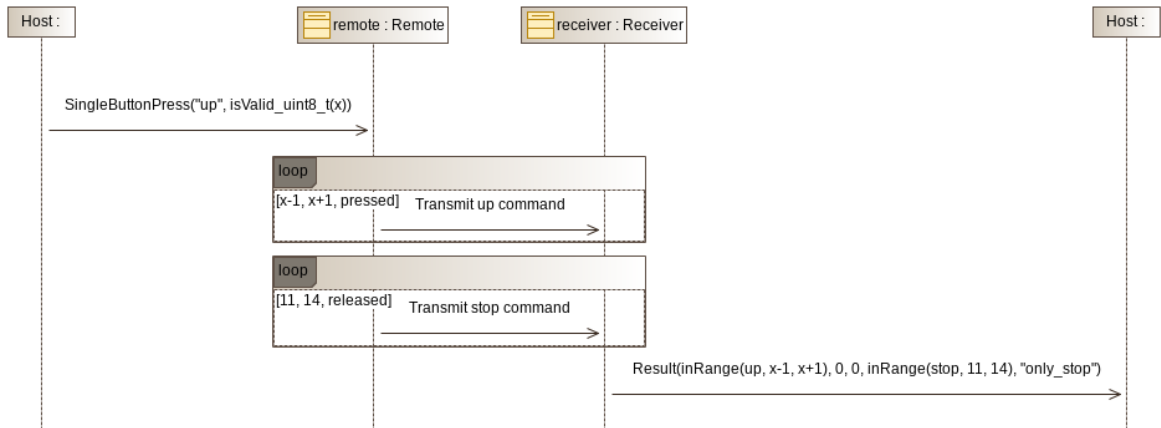 Host :
remote : Remote
receiver : Receiver
Host :
SingleButtonPress("up", isValid_uint8_t(x))
loop
[x-1, x+1, pressed]
Transmit up command
loop
[11, 14, released]
Transmit stop command
Result(inRange(up, x-1, x+1), 0, 0, inRange(stop, 11, 14), "only_stop")